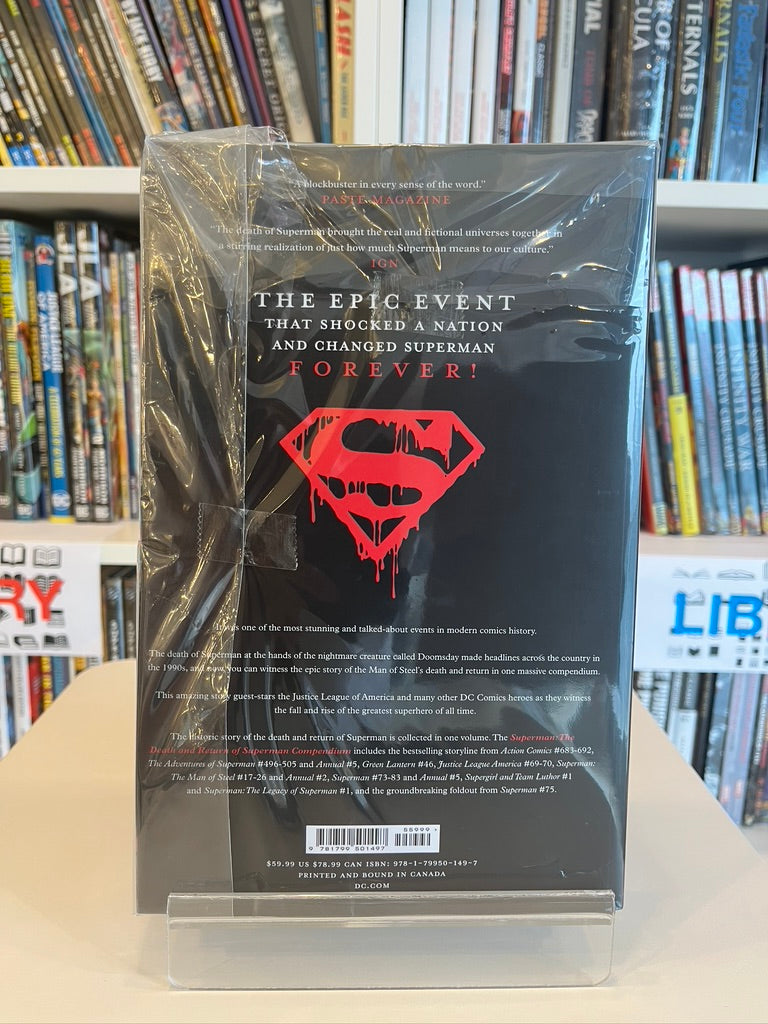 "A blockbuster in every sense of the word."
PASTE MAGAZINE
"The death of Superman brought the real and fictional universes together in
a stirring realization of just how much Superman means to our culture."
IGN
THE EPIC EVENT
THAT SHOCKED A NATION
AND CHANGED SUPERMAN
FOREVER!
It was one of the most stunning and talked-about events in modern comics history.
The death of Superman at the hands of the nightmare creature called Doomsday made headlines across the country in
the 1990s, and now you can witness the epic story of the Man of Steel's death and return in one massive compendium.
This amazing story guest-stars the Justice League of America and many other DC Comics heroes as they witness
the fall and rise of the greatest superhero of all time.
The historic story of the death and return of Superman is collected in one volume. The Superman: The
Death and Return of Superman Compendium includes the bestselling storyline from Action Comics #683-692,
The Adventures of Superman #496-505 and Annual #5, Green Lantern #46, Justice League America #69-70, Superman:
The Man of Steel #17-26 and Annual #2, Superman #73-83 and Annual #5, Supergirl and Team Luthor #1
and Superman: The Legacy of Superman #1, and the groundbreaking foldout from Superman #75.
55999
9 781799 501497
$59.99 US $78.99 CAN ISBN: 978-1-79950-149-7
PRINTED AND BOUND IN CANADA
DC.COM
RY
LIB
JLA
JLA
INFINITY WAR